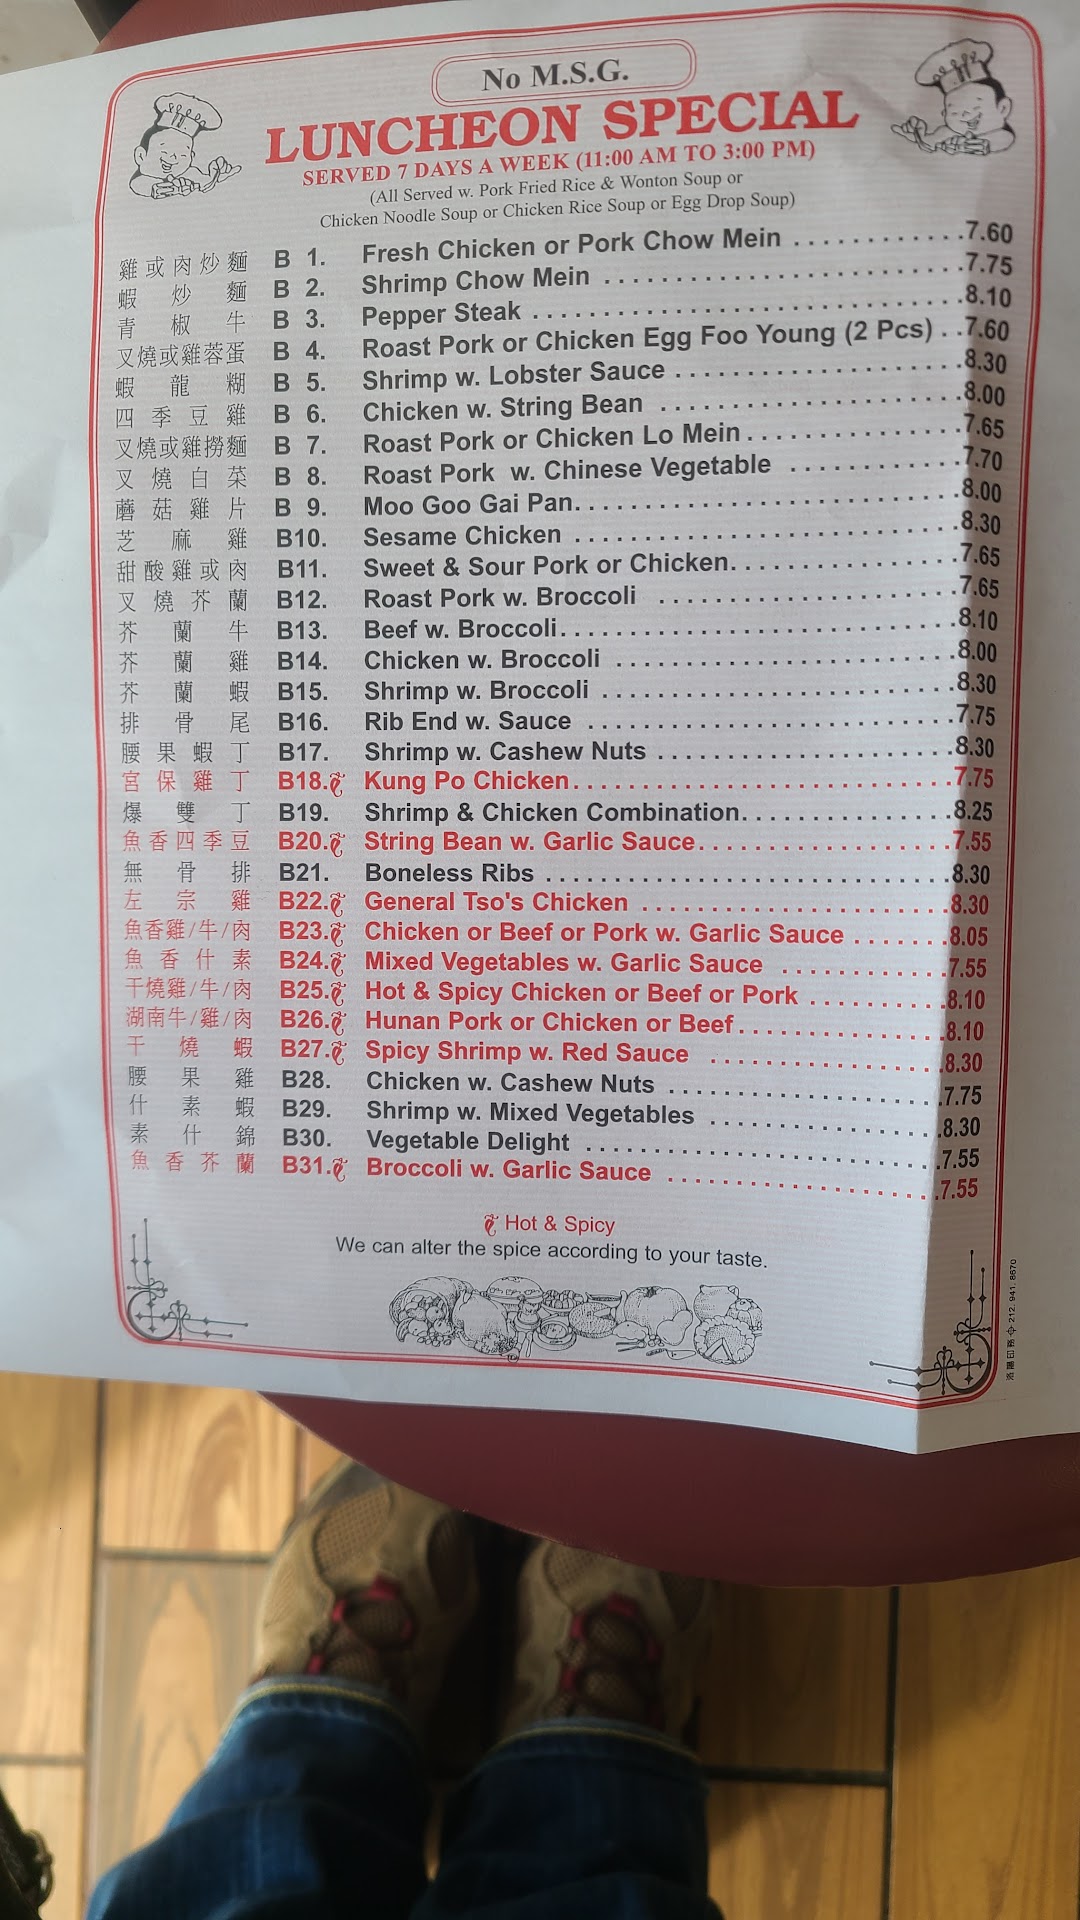 No M.S.G.
LUNCHEON SPECIAL
SERVED 7 DAYS A WEEK (11:00 AM TO 3:00 PM)
(All Served w. Pork Fried Rice & Wonton Soup or
Chicken Noodle Soup or Chicken Rice Soup or Egg Drop Soup)
雞或肉炒麵 B 1. Fresh Chicken or Pork Chow Mein 7.60
蝦炒麵 B 2. Shrimp Chow Mein 7.75
青椒牛 B 3. Pepper Steak 8.10
叉燒或雞蓉蛋 B 4. Roast Pork or Chicken Egg Foo Young (2 Pcs) 7.60
蝦龍糊 B 5. Shrimp w. Lobster Sauce 8.30
四季豆雞 B 6. Chicken w. String Bean 8.00
叉燒或雞撈麵 B 7. Roast Pork or Chicken Lo Mein 7.65
叉燒白菜 B 8. Roast Pork w. Chinese Vegetable 7.70
蘑菇雞片 B 9. Moo Goo Gai Pan 8.00
芝麻雞 B10. Sesame Chicken 8.30
甜酸雞或肉 B11. Sweet & Sour Pork or Chicken 7.65
叉燒芥蘭 B12. Roast Pork w. Broccoli 7.65
芥蘭牛 B13. Beef w. Broccoli 8.10
芥蘭雞 B14. Chicken w. Broccoli 8.00
芥蘭蝦 B15. Shrimp w. Broccoli 8.30
排骨尾 B16. Rib End w. Sauce 7.75
腰果蝦丁 B17. Shrimp w. Cashew Nuts 8.30
宮保雞丁 B18. Kung Po Chicken 7.75
爆雙丁 B19. Shrimp & Chicken Combination 8.25
魚香四季豆 B20. String Bean w. Garlic Sauce 7.55
無骨排 B21. Boneless Ribs 8.30
左宗雞 B22. General Tso's Chicken 8.30
魚香雞/牛/肉 B23. Chicken or Beef or Pork w. Garlic Sauce 8.05
魚香什素 B24. Mixed Vegetables w. Garlic Sauce 7.55
干燒雞/牛/肉 B25. Hot & Spicy Chicken or Beef or Pork 8.10
湖南牛/雞/肉 B26. Hunan Pork or Chicken or Beef 8.10
干燒蝦 B27. Spicy Shrimp w. Red Sauce 8.30
腰果雞 B28. Chicken w. Cashew Nuts 7.75
什素蝦 B29. Shrimp w. Mixed Vegetables 8.30
素什錦 B30. Vegetable Delight 7.55
魚香芥蘭 B31. Broccoli w. Garlic Sauce 7.55
Hot & Spicy
We can alter the spice according to your taste.
洛陽印務 212.941.8670